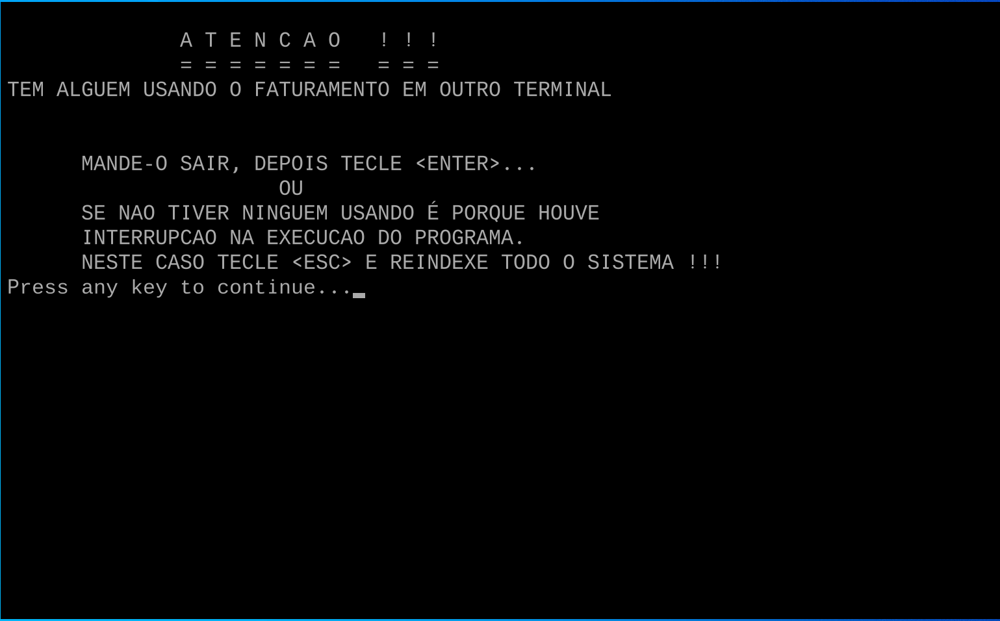 A T E N C A O   ! ! !
= = = = = = =   = = =
TEM ALGUEM USANDO O FATURAMENTO EM OUTRO TERMINAL
MANDE-O SAIR, DEPOIS TECLE <ENTER>...
OU
SE NAO TIVER NINGUEM USANDO É PORQUE HOUVE
INTERRUPCAO NA EXECUCAO DO PROGRAMA.
NESTE CASO TECLE <ESC> E REINDEXE TODO O SISTEMA !!!
Press any key to continue...